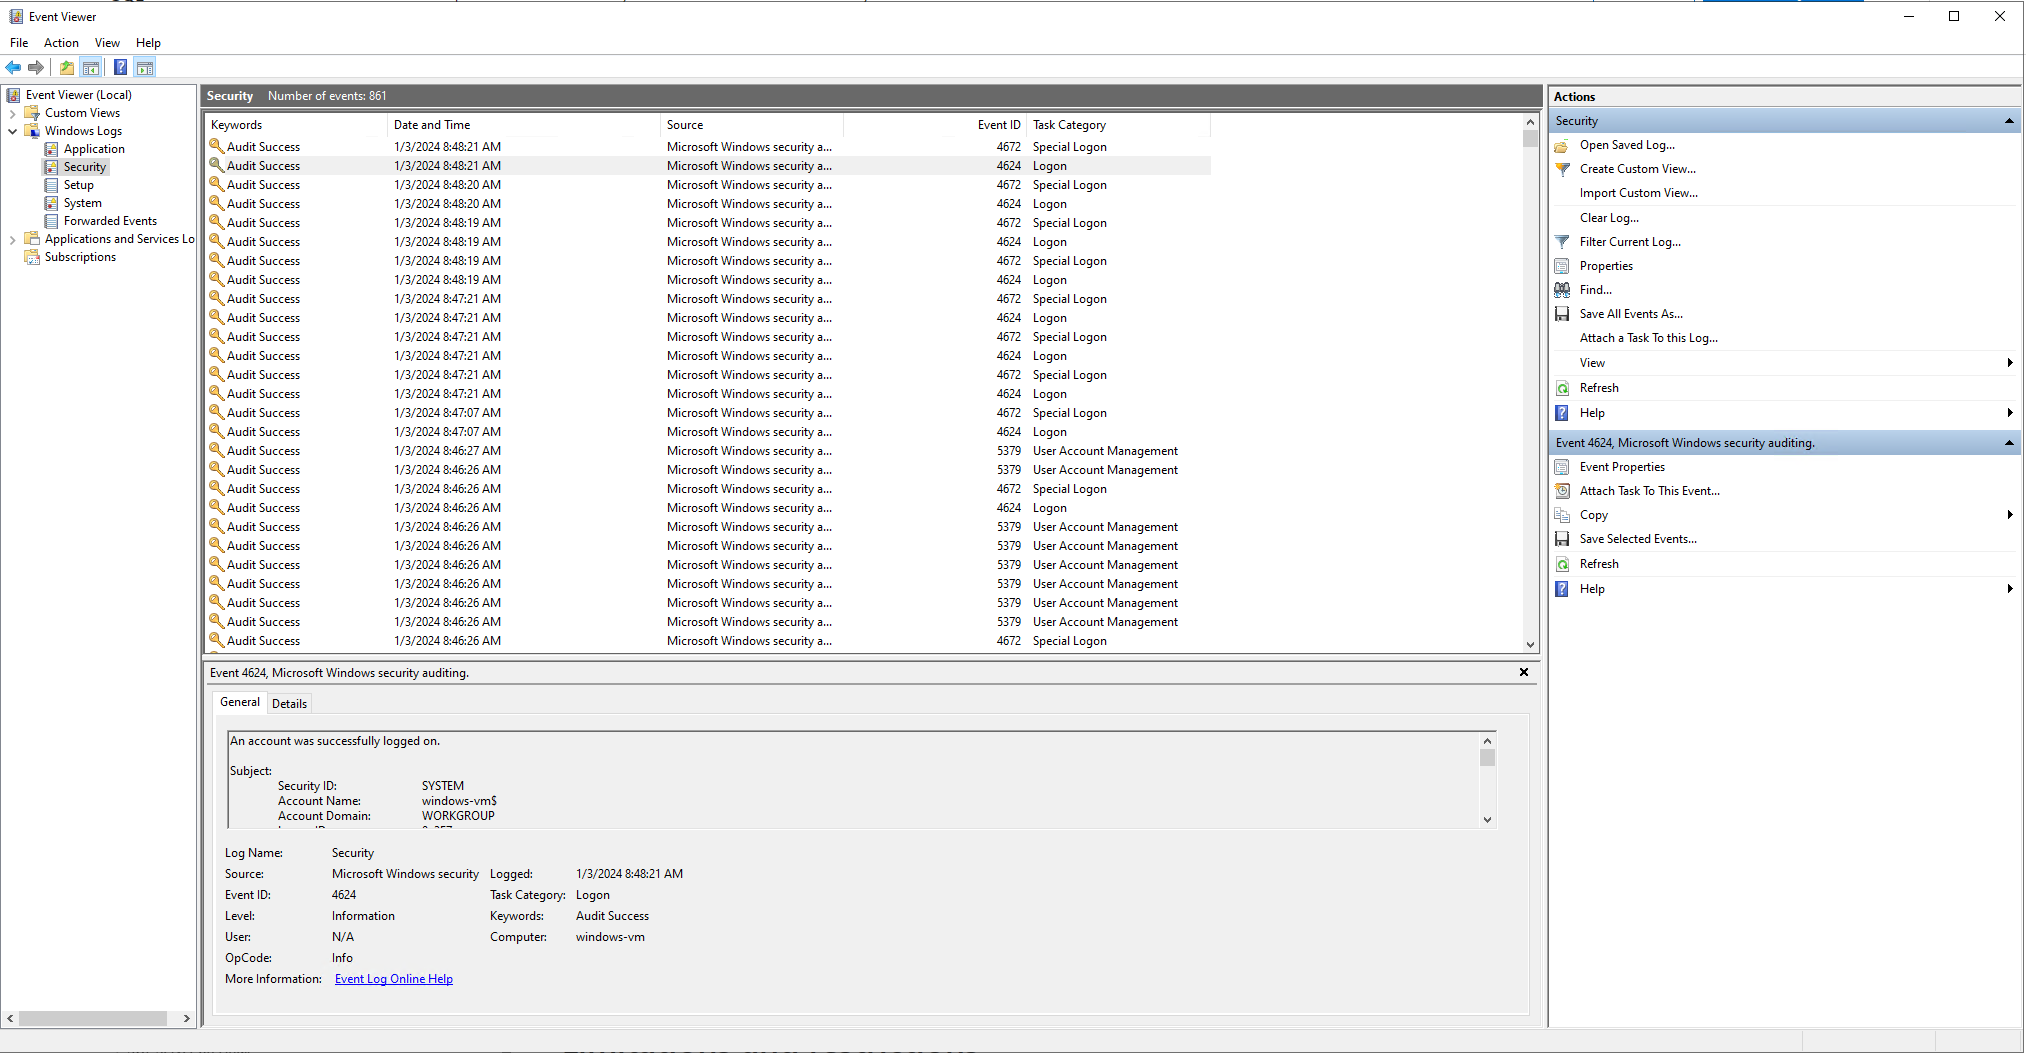 Event Viewer
File Action View Help
Event Viewer (Local)
Custom Views
Windows Logs
Application
Security
Setup
System
Forwarded Events
Applications and Services Lo
Subscriptions
Security Number of events: 861
Keywords Date and Time Source Event ID Task Category
Audit Success 1/3/2024 8:48:21 AM Microsoft Windows security a... 4672 Special Logon
Audit Success 1/3/2024 8:48:21 AM Microsoft Windows security a... 4624 Logon
Audit Success 1/3/2024 8:48:20 AM Microsoft Windows security a... 4672 Special Logon
Audit Success 1/3/2024 8:48:20 AM Microsoft Windows security a... 4624 Logon
Audit Success 1/3/2024 8:48:19 AM Microsoft Windows security a... 4672 Special Logon
Audit Success 1/3/2024 8:48:19 AM Microsoft Windows security a... 4624 Logon
Audit Success 1/3/2024 8:48:19 AM Microsoft Windows security a... 4672 Special Logon
Audit Success 1/3/2024 8:48:19 AM Microsoft Windows security a... 4624 Logon
Audit Success 1/3/2024 8:47:21 AM Microsoft Windows security a... 4672 Special Logon
Audit Success 1/3/2024 8:47:21 AM Microsoft Windows security a... 4624 Logon
Audit Success 1/3/2024 8:47:21 AM Microsoft Windows security a... 4672 Special Logon
Audit Success 1/3/2024 8:47:21 AM Microsoft Windows security a... 4624 Logon
Audit Success 1/3/2024 8:47:21 AM Microsoft Windows security a... 4672 Special Logon
Audit Success 1/3/2024 8:47:21 AM Microsoft Windows security a... 4624 Logon
Audit Success 1/3/2024 8:47:07 AM Microsoft Windows security a... 4672 Special Logon
Audit Success 1/3/2024 8:47:07 AM Microsoft Windows security a... 4624 Logon
Audit Success 1/3/2024 8:46:27 AM Microsoft Windows security a... 5379 User Account Management
Audit Success 1/3/2024 8:46:26 AM Microsoft Windows security a... 5379 User Account Management
Audit Success 1/3/2024 8:46:26 AM Microsoft Windows security a... 4672 Special Logon
Audit Success 1/3/2024 8:46:26 AM Microsoft Windows security a... 4624 Logon
Audit Success 1/3/2024 8:46:26 AM Microsoft Windows security a... 5379 User Account Management
Audit Success 1/3/2024 8:46:26 AM Microsoft Windows security a... 5379 User Account Management
Audit Success 1/3/2024 8:46:26 AM Microsoft Windows security a... 5379 User Account Management
Audit Success 1/3/2024 8:46:26 AM Microsoft Windows security a... 5379 User Account Management
Audit Success 1/3/2024 8:46:26 AM Microsoft Windows security a... 5379 User Account Management
Audit Success 1/3/2024 8:46:26 AM Microsoft Windows security a... 5379 User Account Management
Audit Success 1/3/2024 8:46:26 AM Microsoft Windows security a... 4672 Special Logon
Event 4624, Microsoft Windows security auditing.
General Details
An account was successfully logged on.
Subject:
Security ID: SYSTEM
Account Name: windows-vm$
Account Domain: WORKGROUP
Log Name: Security
Source: Microsoft Windows security Logged: 1/3/2024 8:48:21 AM
Event ID: 4624 Task Category: Logon
Level: Information Keywords: Audit Success
User: N/A Computer: windows-vm
OpCode: Info
More Information: Event Log Online Help
Actions
Security
Open Saved Log...
Create Custom View...
Import Custom View...
Clear Log...
Filter Current Log...
Properties
Find...
Save All Events As...
Attach a Task To this Log...
View
Refresh
Help
Event 4624, Microsoft Windows security auditing.
Event Properties
Attach Task To This Event...
Copy
Save Selected Events...
Refresh
Help